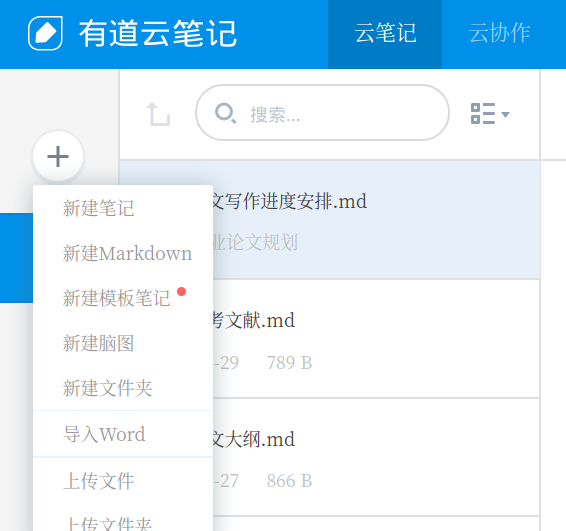 有道云笔记
云笔记
云协作
搜索...
文写作进度安排.md
业论文规划
新建笔记
新建Markdown
新建模板笔记
新建脑图
新建文件夹
导入Word
上传文件
上传文件夹
考文献.md
-29 789 B
文大纲.md
-27 866 B